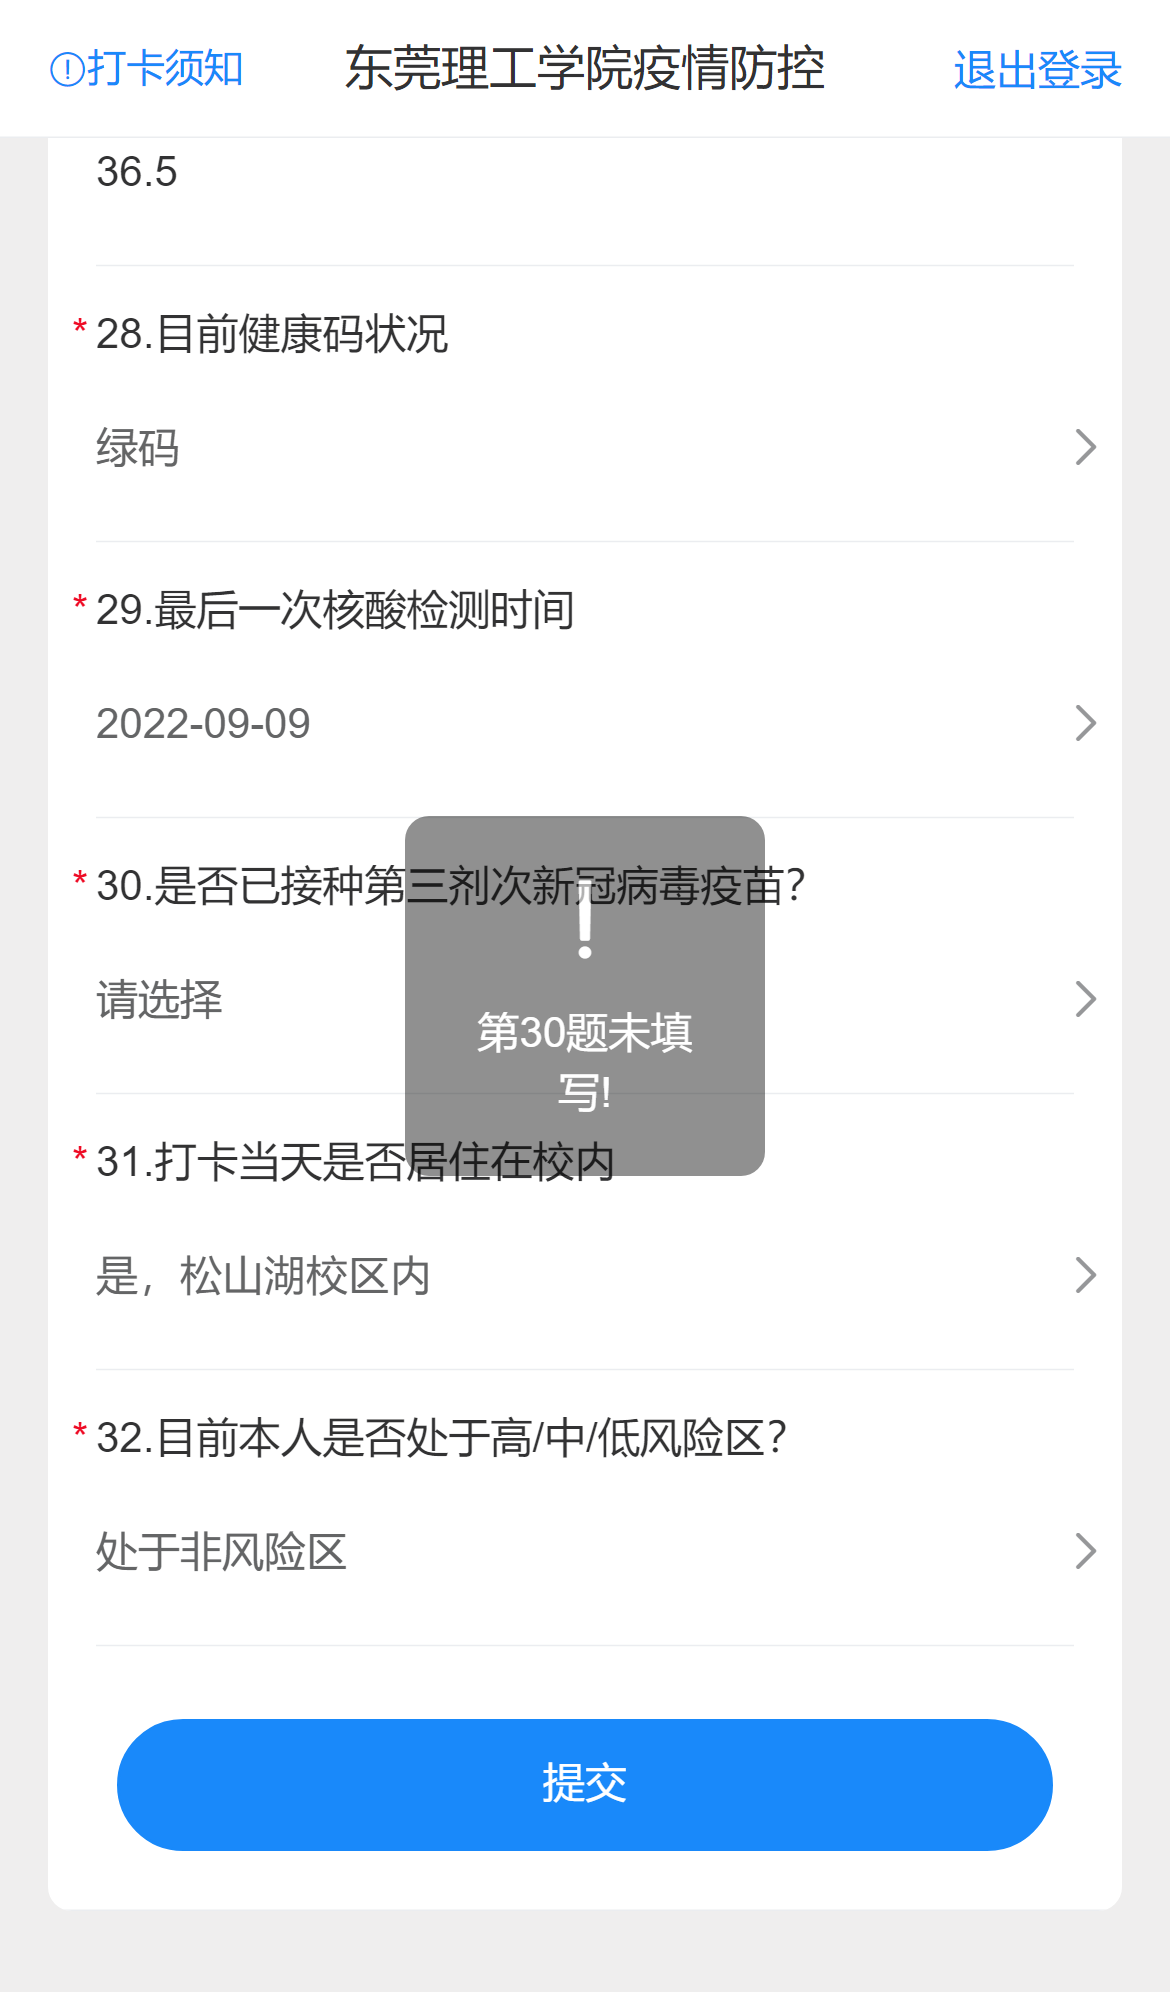 打卡须知
东莞理工学院疫情防控
退出登录
36.5
* 28.目前健康码状况
绿码
* 29.最后一次核酸检测时间
2022-09-09
* 30.是否已接种第三剂次新冠病毒疫苗?
请选择
第30题未填
写!
* 31.打卡当天是否居住在校内
是，松山湖校区内
* 32.目前本人是否处于高/中/低风险区?
处于非风险区
提交